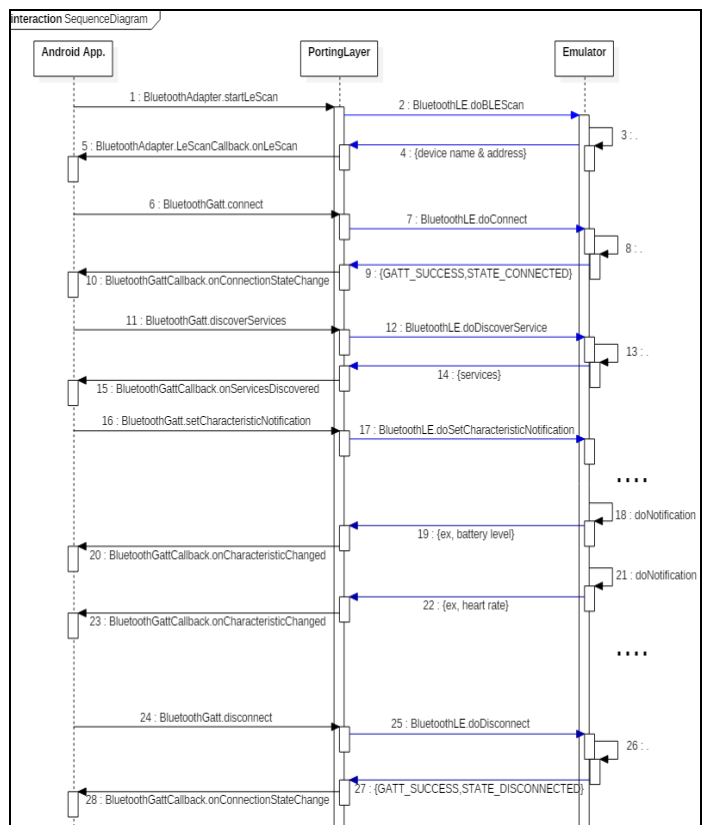 interaction SequenceDiagram
Android App.
PortingLayer
Emulator
1 : BluetoothAdapter.startLeScan
2 : BluetoothLE.doBLEScan
3 : .
4 : {device name & address}
5 : BluetoothAdapter.LeScanCallback.onLeScan
6 : BluetoothGatt.connect
7 : BluetoothLE.doConnect
8 : .
9 : {GATT_SUCCESS,STATE_CONNECTED}
10 : BluetoothGattCallback.onConnectionStateChange
11 : BluetoothGatt.discoverServices
12 : BluetoothLE.doDiscoverService
13 : .
14 : {services}
15 : BluetoothGattCallback.onServicesDiscovered
16 : BluetoothGatt.setCharacteristicNotification
17 : BluetoothLE.doSetCharacteristicNotification
....
18 : doNotification
19 : {ex, battery level}
20 : BluetoothGattCallback.onCharacteristicChanged
21 : doNotification
22 : {ex, heart rate}
23 : BluetoothGattCallback.onCharacteristicChanged
....
24 : BluetoothGatt.disconnect
25 : BluetoothLE.doDisconnect
26 : .
27 : {GATT_SUCCESS,STATE_DISCONNECTED}
28 : BluetoothGattCallback.onConnectionStateChange